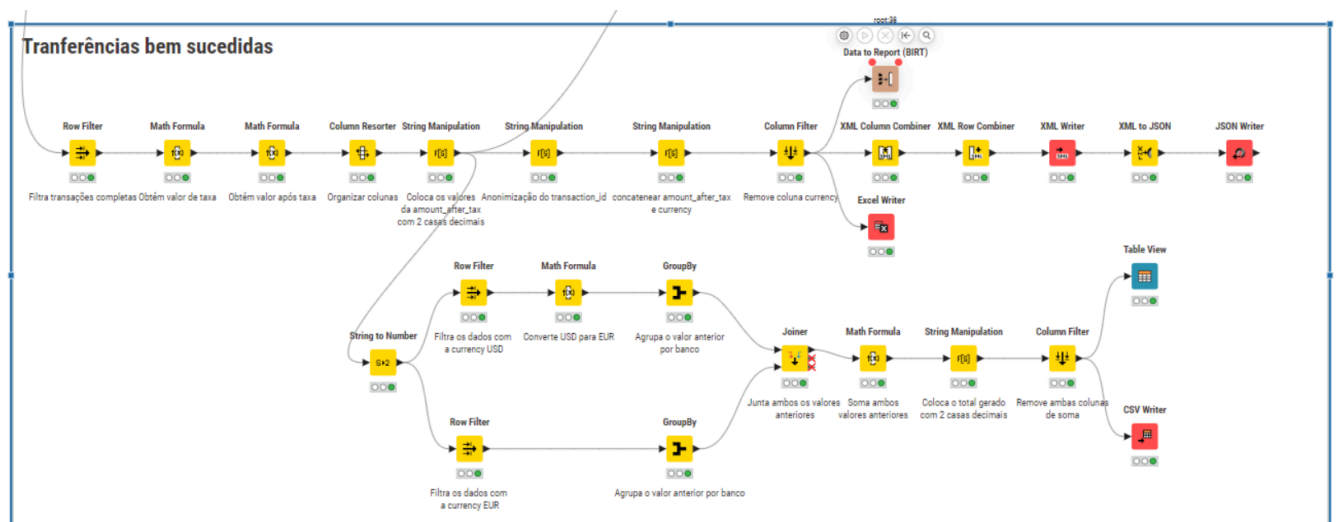 root:36
Tranferências bem sucedidas
Data to Report (BIRT)
Row Filter
Math Formula
Math Formula
Column Resorter
String Manipulation
String Manipulation
String Manipulation
Column Filter
XML Column Combiner
XML Row Combiner
XML Writer
XML to JSON
JSON Writer
Filtra transações completas
Obtém valor de taxa
Obtém valor após taxa
Organizar colunas
Coloca os valores
da amount_after_tax
com 2 casas decimais
Anonimização do transaction_id
concatenear amount_after_tax
e currency
Remove coluna currency
Excel Writer
Row Filter
Math Formula
GroupBy
Table View
String to Number
S▸2
Filtra os dados com
a currency USD
Converte USD para EUR
Agrupa o valor anterior
por banco
Joiner
Math Formula
String Manipulation
Column Filter
Junta ambos os valores
anteriores
Soma ambos
valores anteriores
Coloca o total gerado
com 2 casas decimais
Remove ambas colunas
de soma
CSV Writer
Row Filter
GroupBy
Filtra os dados com
a currency EUR
Agrupa o valor anterior por banco